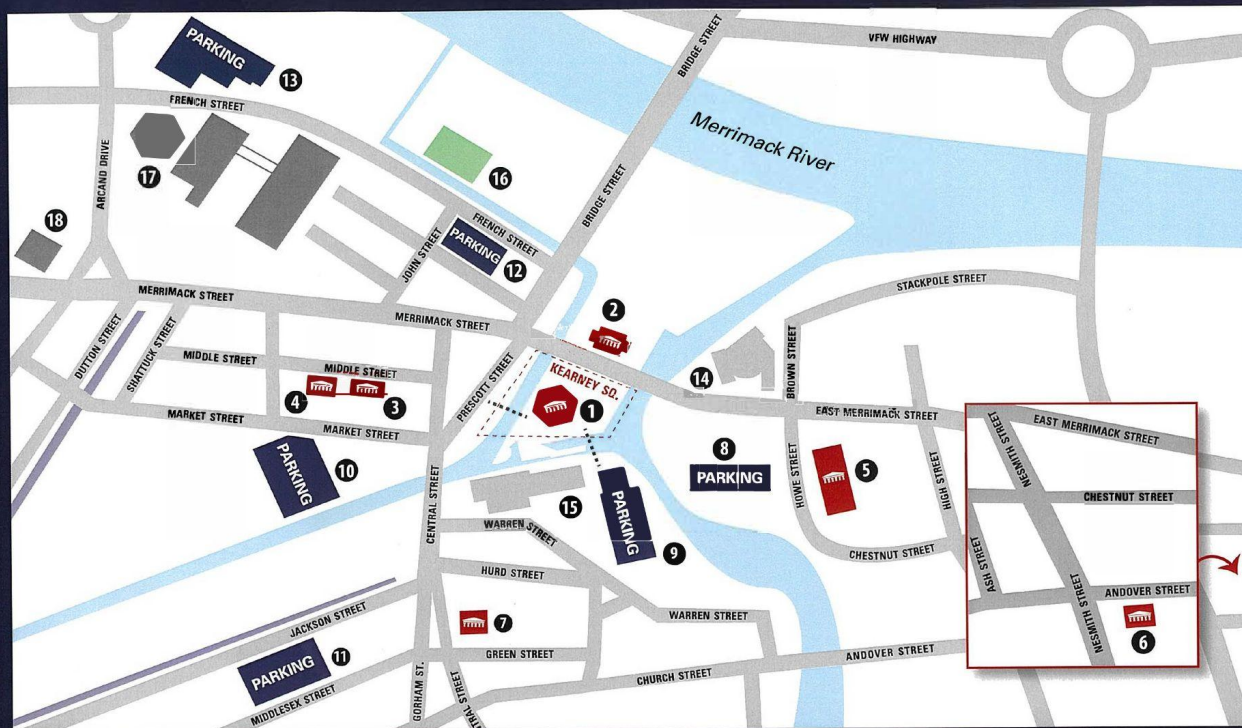 VFW HIGHWAY
BRIDGE STREET
PARKING
13
FRENCH STREET
Merrimack River
ARCAND DRIVE
17
16
BRIDGE STREET
18
FRENCH STREET
PARKING
12
JOHN STREET
STACKPOLE STREET
MERRIMACK STREET
MERRIMACK STREET
2
DUTTON STREET
SHATTUCK STREET
MIDDLE STREET
MIDDLE STREET
PRESCOTT STREET
KEARNEY SQ.
14
BROWN STREET
4
3
1
EAST MERRIMACK STREET
MARKET STREET
MARKET STREET
PARKING
10
CENTRAL STREET
8
PARKING
HOWE STREET
5
HIGH STREET
15
PARKING
9
WARREN STREET
CHESTNUT STREET
HURD STREET
JACKSON STREET
7
WARREN STREET
PARKING
11
GREEN STREET
MIDDLESEX STREET
GORHAM ST.
TRAL STREET
CHURCH STREET
ANDOVER STREET
NESMITH STREET
EAST MERRIMACK STREET
CHESTNUT STREET
ASH STREET
NESMITH STREET
ANDOVER STREET
6